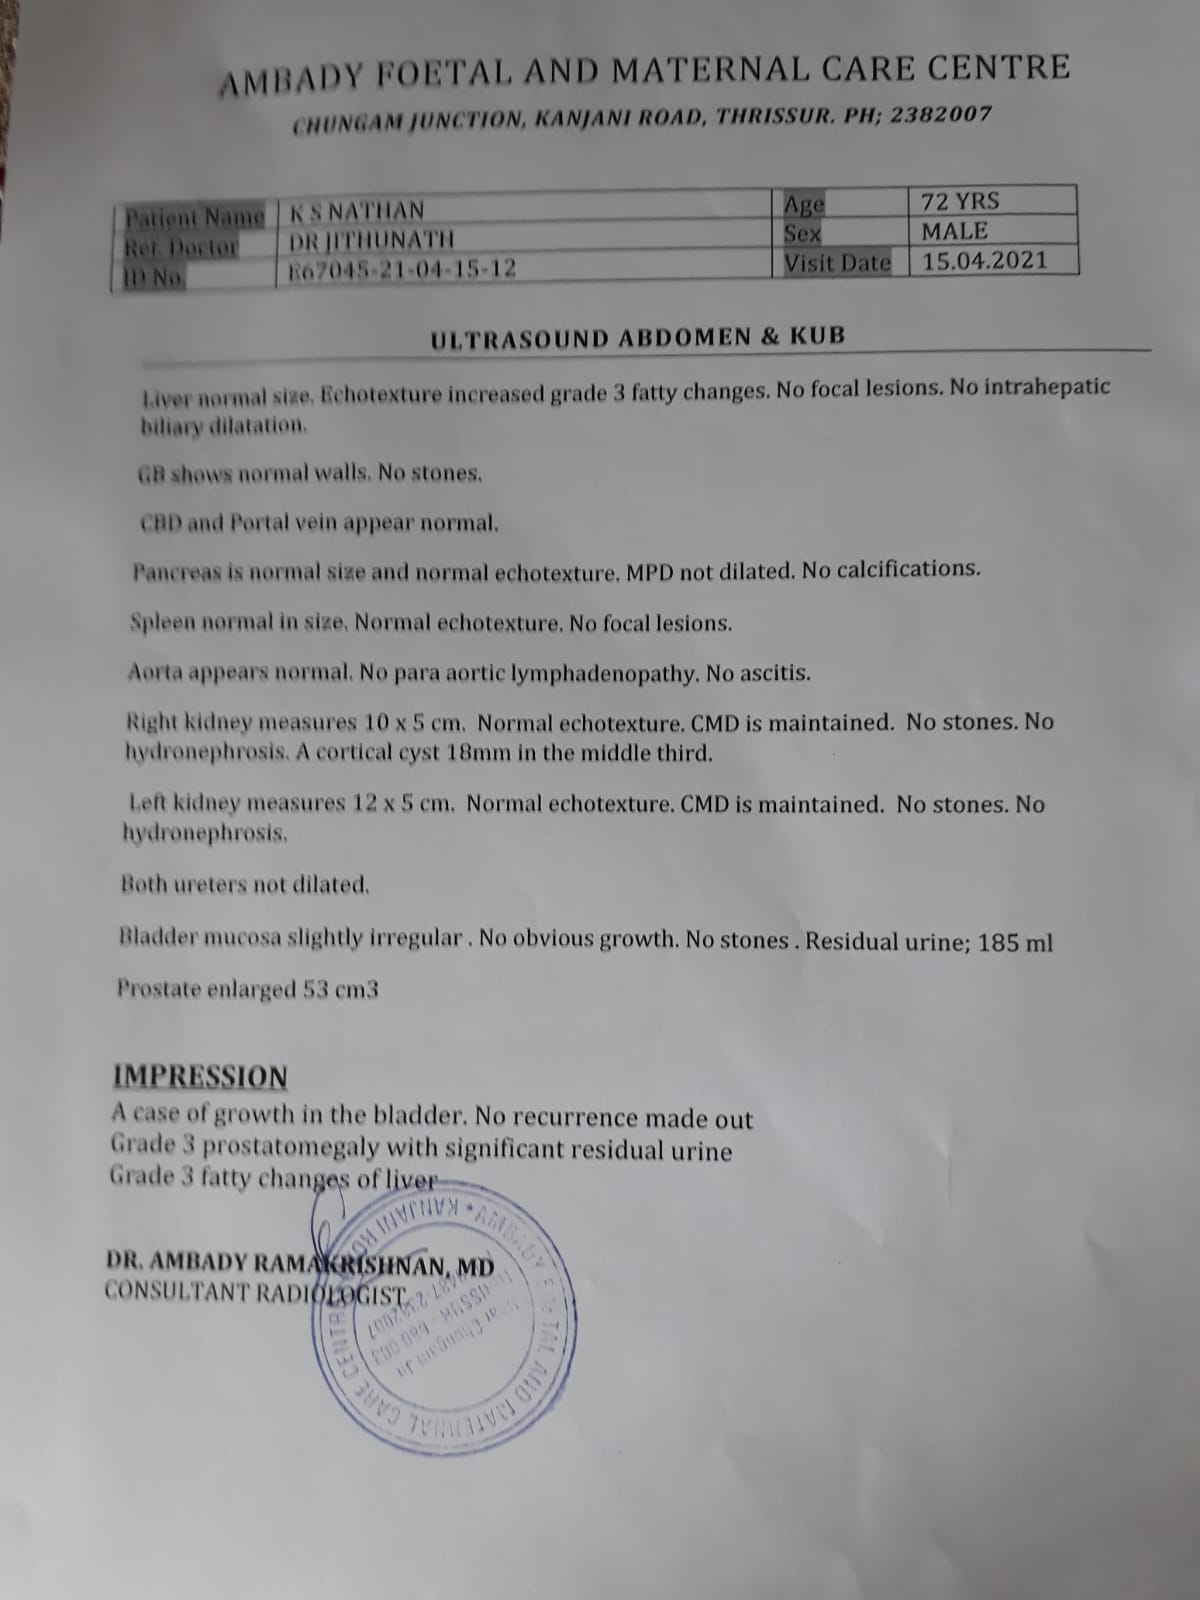 AMBADY FOETAL AND MATERNAL CARE CENTRE
CHUNGAM JUNCTION, KANJANI ROAD, THRISSUR. PH; 2382007
Patient Name K S NATHAN Age 72 YRS
Ref. Doctor DR JITHUNATH Sex MALE
ID No. R67045-21-04-15-12 Visit Date 15.04.2021
ULTRASOUND ABDOMEN & KUB
Liver normal size. Echotexture increased grade 3 fatty changes. No focal lesions. No intrahepatic
biliary dilatation.
GB shows normal walls. No stones.
CBD and Portal vein appear normal.
Pancreas is normal size and normal echotexture. MPD not dilated. No calcifications.
Spleen normal in size. Normal echotexture. No focal lesions.
Aorta appears normal. No para aortic lymphadenopathy. No ascitis.
Right kidney measures 10 x 5 cm. Normal echotexture. CMD is maintained. No stones. No
hydronephrosis. A cortical cyst 18mm in the middle third.
Left kidney measures 12 x 5 cm. Normal echotexture. CMD is maintained. No stones. No
hydronephrosis.
Both ureters not dilated.
Bladder mucosa slightly irregular . No obvious growth. No stones . Residual urine; 185 ml
Prostate enlarged 53 cm3
IMPRESSION
A case of growth in the bladder. No recurrence made out
Grade 3 prostatomegaly with significant residual urine
Grade 3 fatty changes of liver
DR. AMBADY RAMAKRISHNAN, MD
CONSULTANT RADIOLOGIST
AMBADY FOETAL AND MATERNAL CARE CENTRE * KANJANI ROAD *